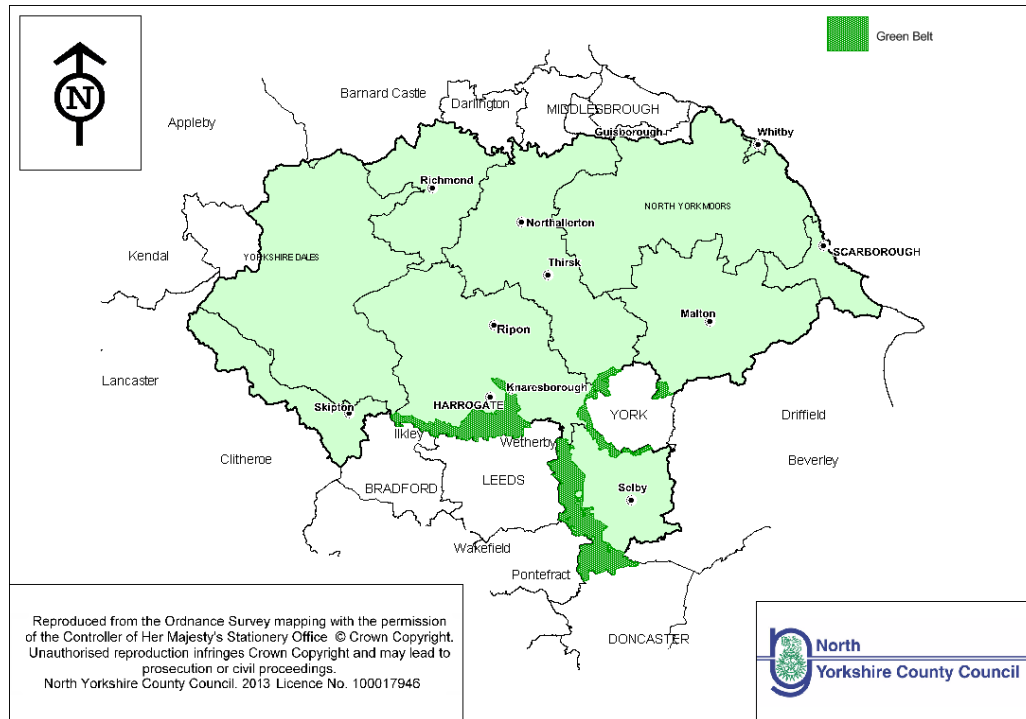 Green Belt
N
Barnard Castle
Darlington
MIDDLESBROUGH
Appleby
Guisborough
Whitby
Richmond
NORTH YORK MOORS
Northallerton
Kendal
YORKSHIRE DALES
SCARBOROUGH
Thirsk
Malton
Ripon
Lancaster
Knaresborough
HARROGATE
Skipton
YORK
Driffield
Ilkley
Wetherby
Clitheroe
Beverley
BRADFORD
LEEDS
Selby
Wakefield
Pontefract
DONCASTER
Reproduced from the Ordnance Survey mapping with the permission
of the Controller of Her Majesty's Stationery Office © Crown Copyright.
Unauthorised reproduction infringes Crown Copyright and may lead to
prosecution or civil proceedings.
North Yorkshire County Council. 2013 Licence No. 100017946
North
Yorkshire County Council